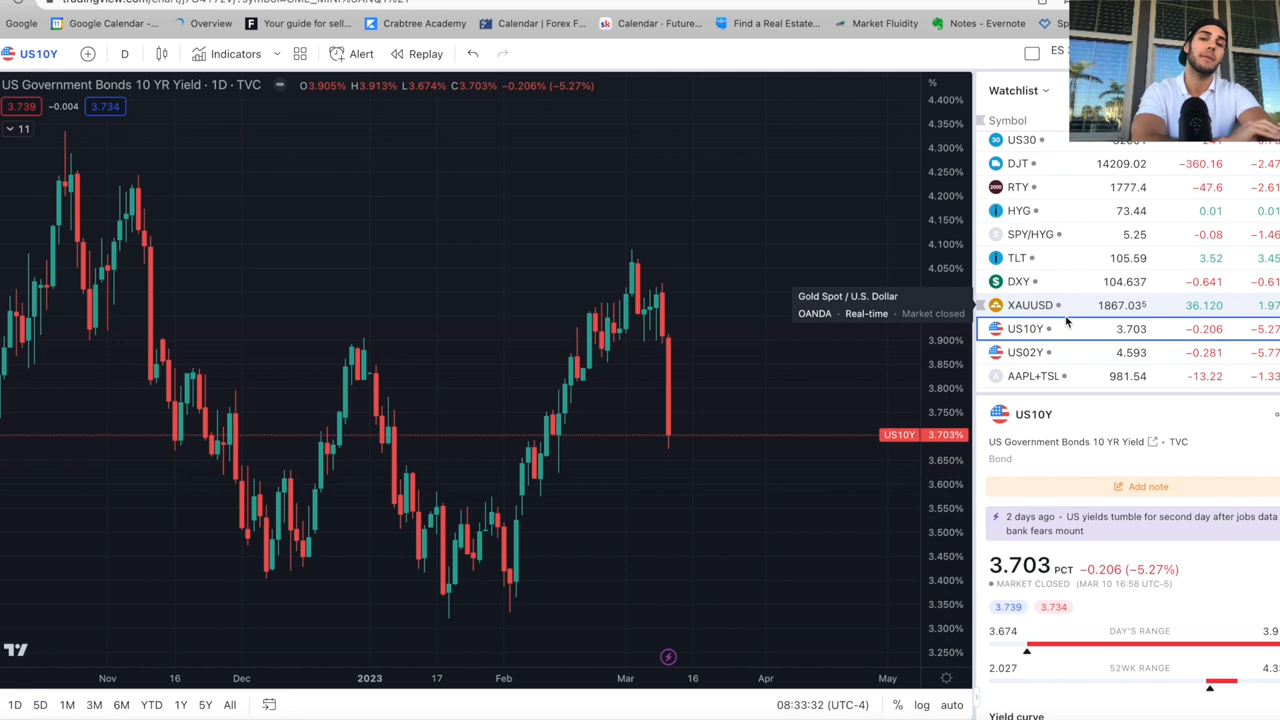 Google Google Calendar -... Overview Your guide for sell... Crabtree Academy Calendar | Forex F... Calendar · Future... Find a Real Estate... Market Fluidity Notes - Evernote
US10Y D Indicators Alert Replay ES
US Government Bonds 10 YR Yield · 1D · TVC O3.905% H3.913% L3.674% C3.703% −0.206% (−5.27%)
3.739 −0.004 3.734
11
%
4.400%
4.350%
4.300%
4.250%
4.200%
4.150%
4.100%
4.050%
3.900%
3.850%
3.800%
3.750%
US10Y 3.703%
3.650%
3.600%
3.550%
3.500%
3.450%
3.400%
3.350%
3.300%
3.250%
Nov 16 Dec 2023 17 Feb Mar 16 Apr May
1D 5D 1M 3M 6M YTD 1Y 5Y All 08:33:32 (UTC-4) % log auto
Gold Spot / U.S. Dollar
OANDA • Real-time • Market closed
Watchlist
Symbol
US30
DJT 14209.02 −360.16 −2.47
RTY 1777.4 −47.6 −2.61
HYG 73.44 0.01 0.01
SPY/HYG 5.25 −0.08 −1.46
TLT 105.59 3.52 3.45
DXY 104.637 −0.641 −0.61
XAUUSD 1867.035 36.120 1.97
US10Y 3.703 −0.206 −5.27
US02Y 4.593 −0.281 −5.77
AAPL+TSL 981.54 −13.22 −1.33
US10Y
US Government Bonds 10 YR Yield • TVC
Bond
Add note
2 days ago • US yields tumble for second day after jobs data
bank fears mount
3.703 PCT −0.206 (−5.27%)
MARKET CLOSED (MAR 10 16:58 UTC-5)
3.739 3.734
3.674 DAY'S RANGE 3.9
2.027 52WK RANGE 4.3
Yield curve